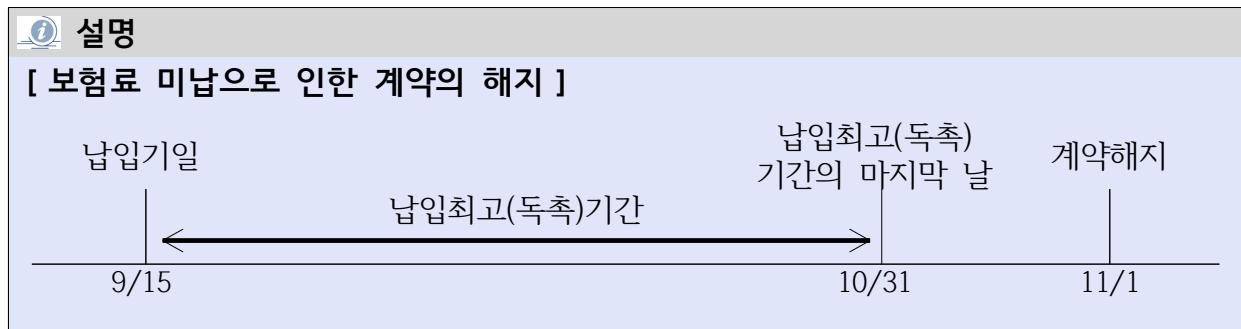 설명
[ 보험료 미납으로 인한 계약의 해지 ]
납입기일
납입최고(독촉)
기간의 마지막 날
계약해지
납입최고(독촉)기간
9/15
10/31
11/1